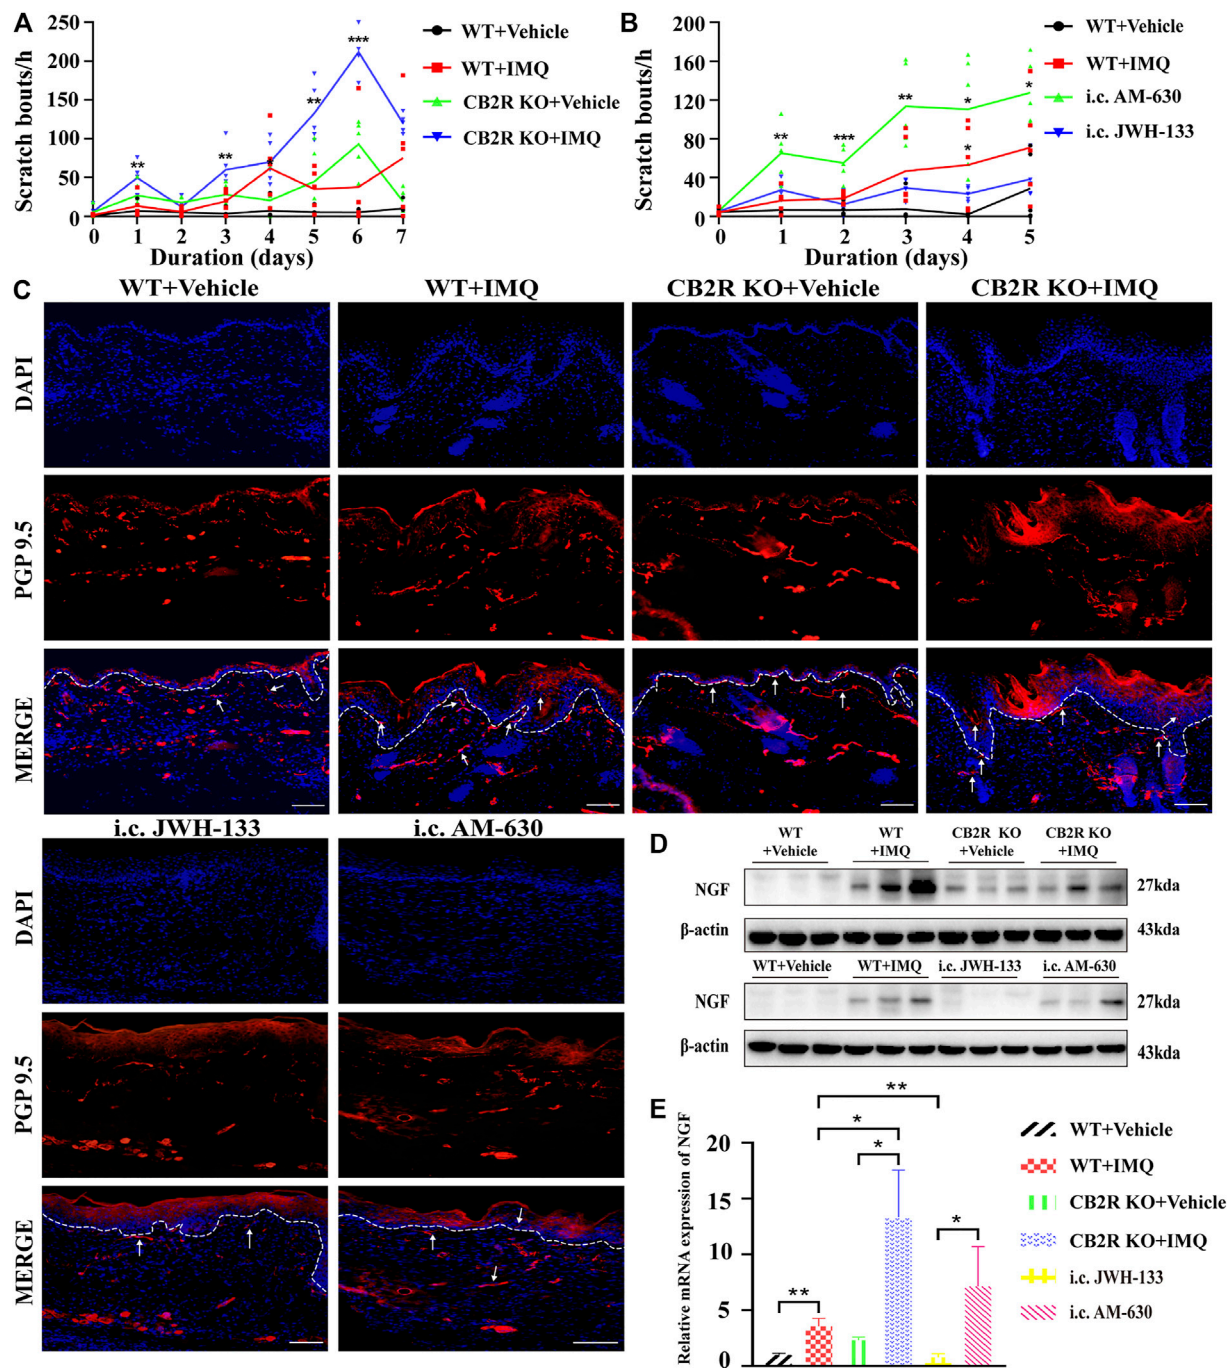 A
Scratch bouts/h
250
200
150
100
50
0
0 1 2 3 4 5 6 7
Duration (days)
** ** ** ***
WT+Vehicle
WT+IMQ
CB2R KO+Vehicle
CB2R KO+IMQ
B
Scratch bouts/h
200
160
120
80
40
0
0 1 2 3 4 5
Duration (days)
** *** ** * * *
WT+Vehicle
WT+IMQ
i.c. AM-630
i.c. JWH-133
C
WT+Vehicle WT+IMQ CB2R KO+Vehicle CB2R KO+IMQ
DAPI
PGP 9.5
MERGE
i.c. JWH-133 i.c. AM-630
DAPI
PGP 9.5
MERGE
D
WT WT CB2R KO CB2R KO
+Vehicle +IMQ +Vehicle +IMQ
NGF 27kda
β-actin 43kda
WT+Vehicle WT+IMQ i.c. JWH-133 i.c. AM-630
NGF 27kda
β-actin 43kda
E
Relative mRNA expression of NGF
20
15
10
5
0
**
*
*
*
**
WT+Vehicle
WT+IMQ
CB2R KO+Vehicle
CB2R KO+IMQ
i.c. JWH-133
i.c. AM-630